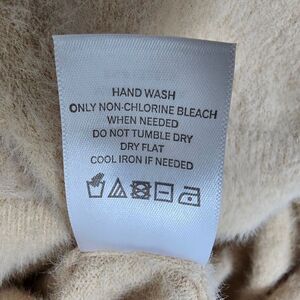 HAND WASH
ONLY NON-CHLORINE BLEACH
WHEN NEEDED
DO NOT TUMBLE DRY
DRY FLAT
COOL IRON IF NEEDED